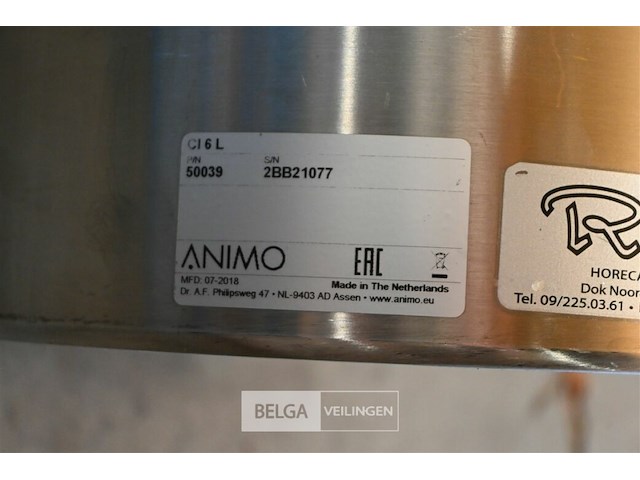 CI 6 L
P/N S/N
50039 2BB21077
ANIMO EAC
MFD: 07-2018 Made in The Netherlands
Dr. A.F. Philipsweg 47 • NL-9403 AD Assen • www.animo.eu
HORECA
Dok Noor
Tel. 09/225.03.61 •
BELGA VEILINGEN